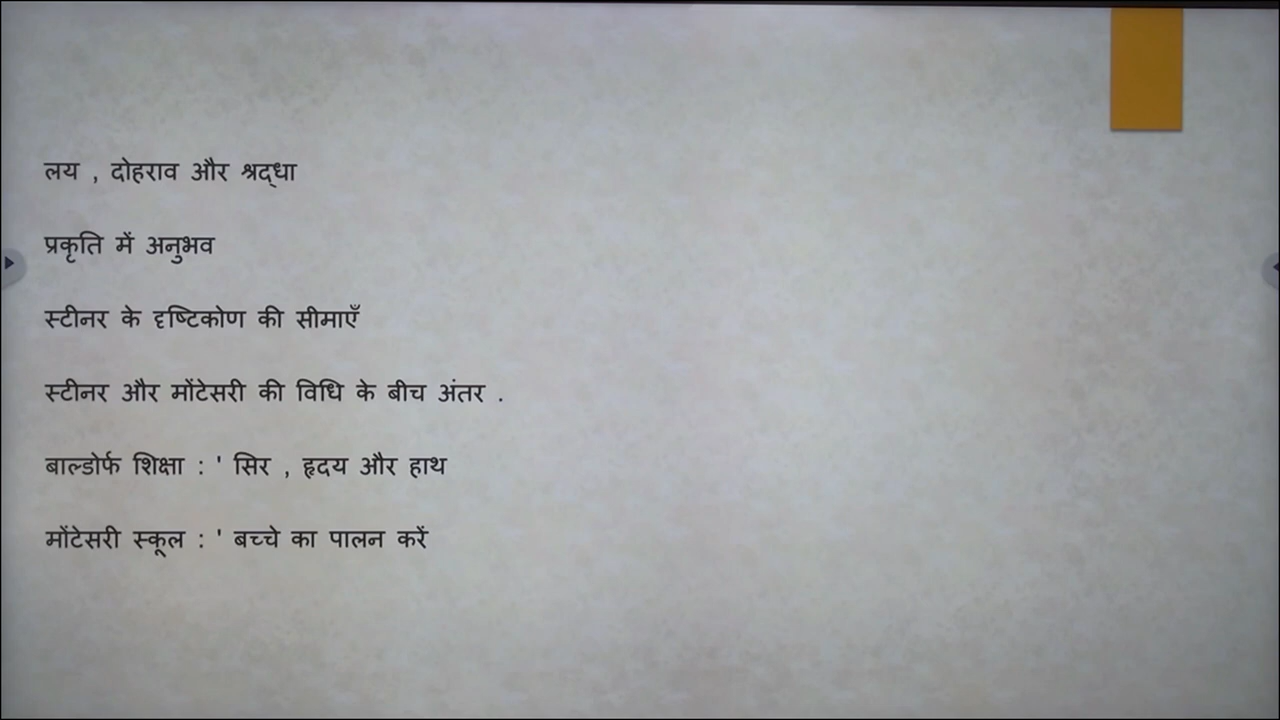 लय , दोहराव और श्रद्धा
प्रकृति में अनुभव
स्टीनर के दृष्टिकोण की सीमाएँ
स्टीनर और मोंटेसरी की विधि के बीच अंतर .
बाल्डोर्फ शिक्षा : ' सिर , हृदय और हाथ
मोंटेसरी स्कूल : ' बच्चे का पालन करें